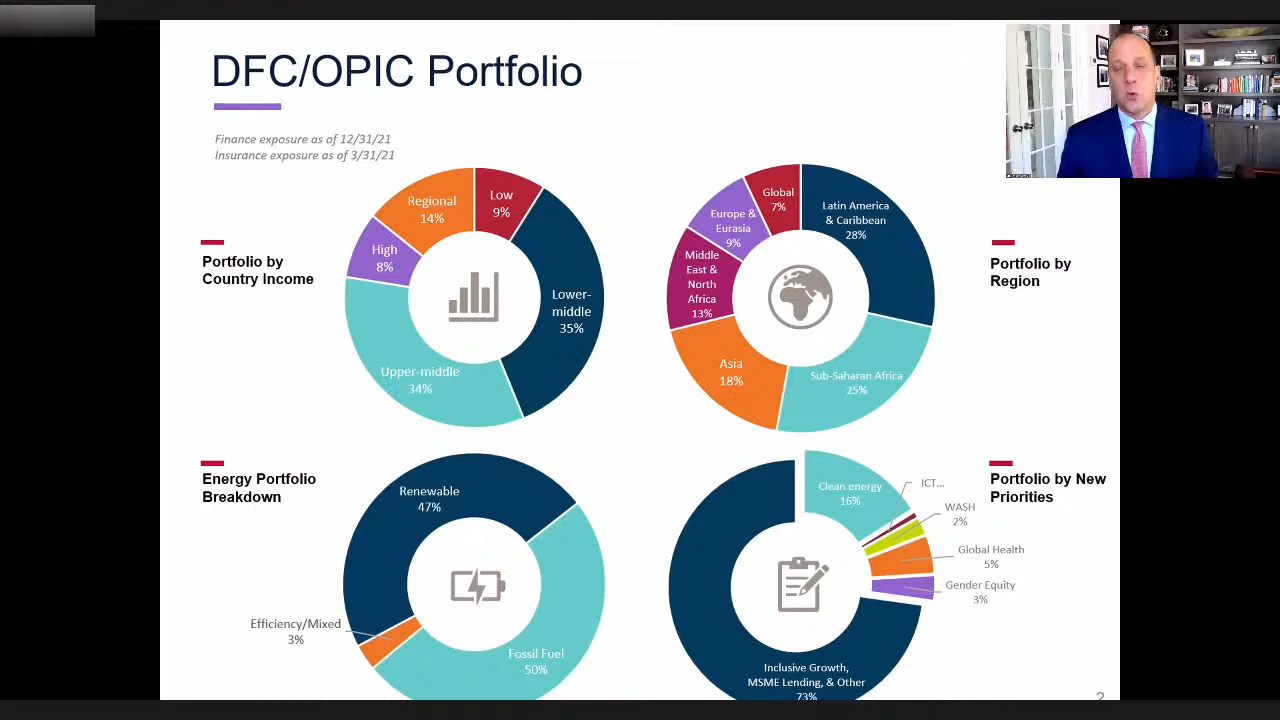 DFC/OPIC Portfolio
Finance exposure as of 12/31/21
Insurance exposure as of 3/31/21
Portfolio by
Country Income
Low
9%
Lower-
middle
35%
Upper-middle
34%
High
8%
Regional
14%
Portfolio by
Region
Latin America
& Caribbean
28%
Sub-Saharan Africa
25%
Asia
18%
Middle
East &
North
Africa
13%
Europe &
Eurasia
9%
Global
7%
Energy Portfolio
Breakdown
Renewable
47%
Fossil Fuel
50%
Efficiency/Mixed
3%
Portfolio by New
Priorities
Clean energy
16%
ICT...
WASH
2%
Global Health
5%
Gender Equity
3%
Inclusive Growth,
MSME Lending, & Other
73%
2